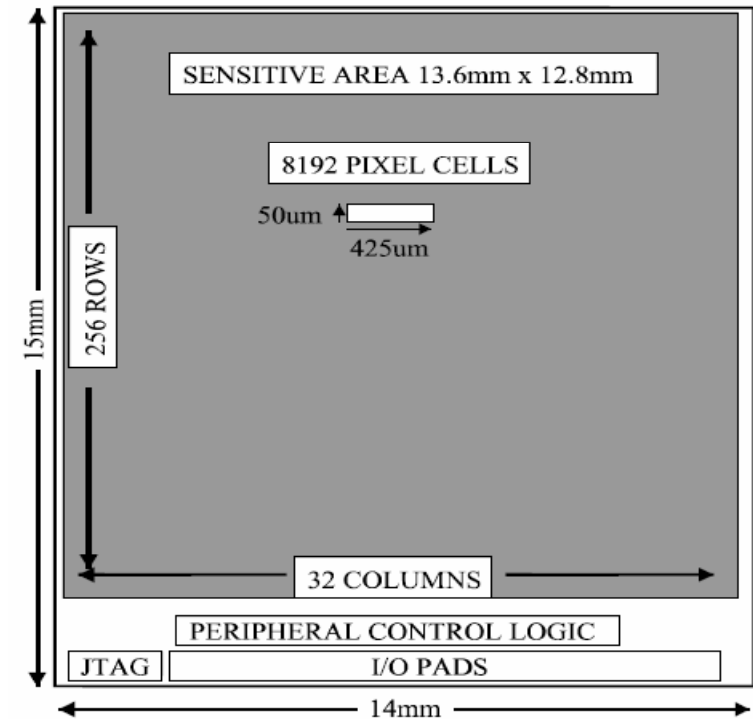 SENSITIVE AREA 13.6mm x 12.8mm
8192 PIXEL CELLS
50um
425um
256 ROWS
15mm
32 COLUMNS
PERIPHERAL CONTROL LOGIC
JTAG
I/O PADS
14mm